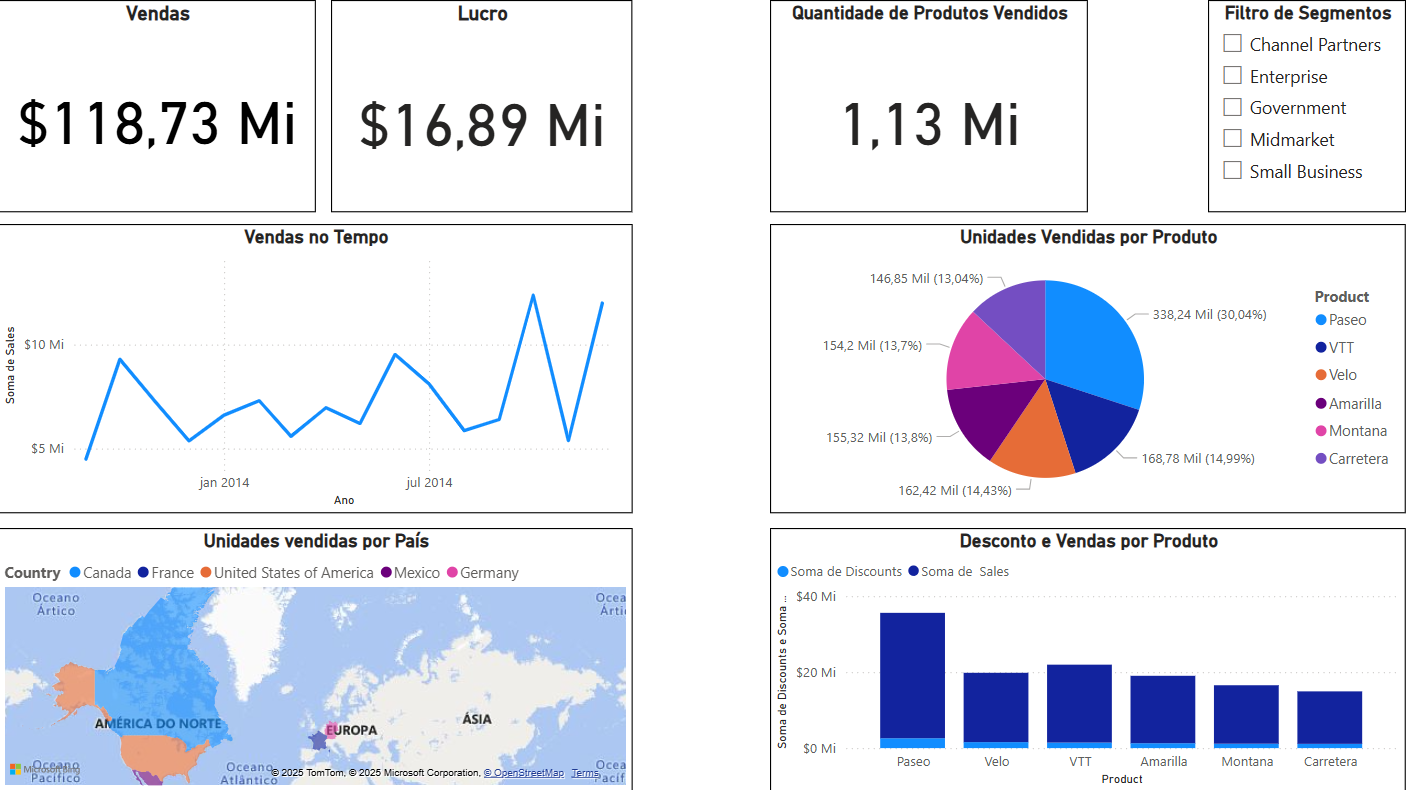 Vendas
$118,73 Mi
Lucro
$16,89 Mi
Quantidade de Produtos Vendidos
1,13 Mi
Filtro de Segmentos
Channel Partners
Enterprise
Government
Midmarket
Small Business
Vendas no Tempo
Soma de Sales
$10 Mi
$5 Mi
jan 2014
jul 2014
Ano
Unidades Vendidas por Produto
146,85 Mil (13,04%)
338,24 Mil (30,04%)
154,2 Mil (13,7%)
155,32 Mil (13,8%)
168,78 Mil (14,99%)
162,42 Mil (14,43%)
Product
Paseo
VTT
Velo
Amarilla
Montana
Carretera
Unidades vendidas por País
Country Canada France United States of America Mexico Germany
Oceano
Ártico
Ocea
Árti
AMÉRICA DO NORTE
EUROPA
ÁSIA
Oceano
Pacífico
Oceano
Atlântico
Ocea
Pacífi
Microsoft Bing
© 2025 TomTom, © 2025 Microsoft Corporation, © OpenStreetMap Terms
Desconto e Vendas por Produto
Soma de Discounts Soma de Sales
Soma de Discounts e Soma ...
$40 Mi
$20 Mi
$0 Mi
Paseo Velo VTT Amarilla Montana Carretera
Product